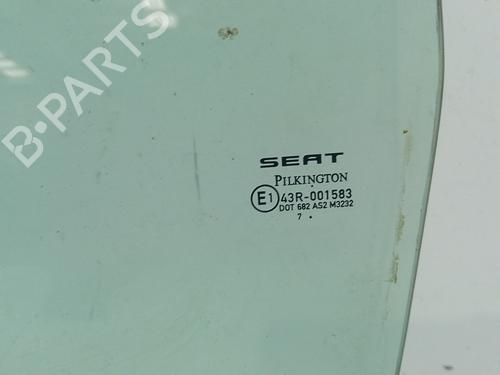 B-PARTS
SEAT
PILKINGTON
E1 43R-001583
DOT 682 AS2 M3232
7 .